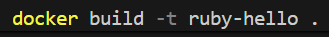 docker build -t ruby-hello .